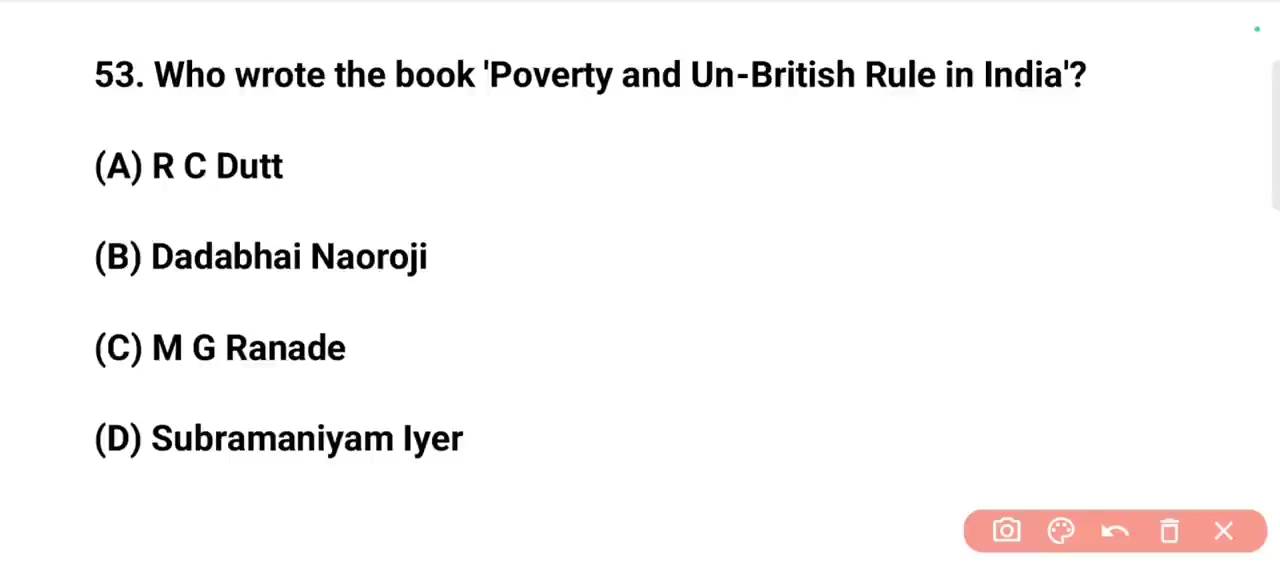 53. Who wrote the book 'Poverty and Un-British Rule in India'?
(A) R C Dutt
(B) Dadabhai Naoroji
(C) M G Ranade
(D) Subramaniyam Iyer